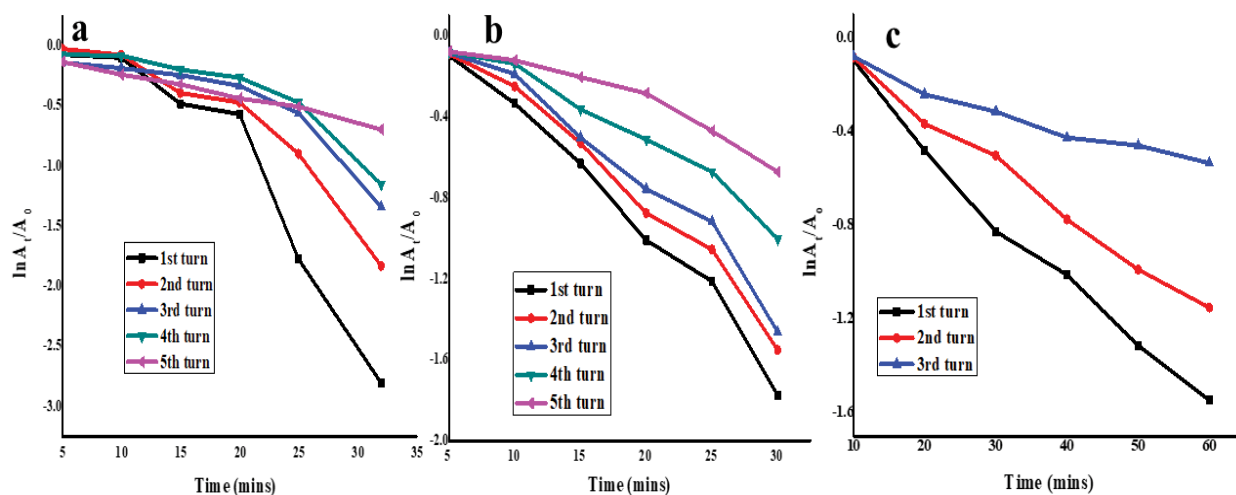 a
0.0
-0.5
-1.0
-1.5
-2.0
-2.5
-3.0
ln A_t/A_0
1st turn
2nd turn
3rd turn
4th turn
5th turn
5 10 15 20 25 30 35
Time (mins)
b
0.0
-0.4
-0.8
-1.2
-1.6
-2.0
ln A_t/A_0
1st turn
2nd turn
3rd turn
4th turn
5th turn
5 10 15 20 25 30
Time (mins)
c
0.0
-0.4
-0.8
-1.2
-1.6
ln A_t/A_0
1st turn
2nd turn
3rd turn
10 20 30 40 50 60
Time (mins)